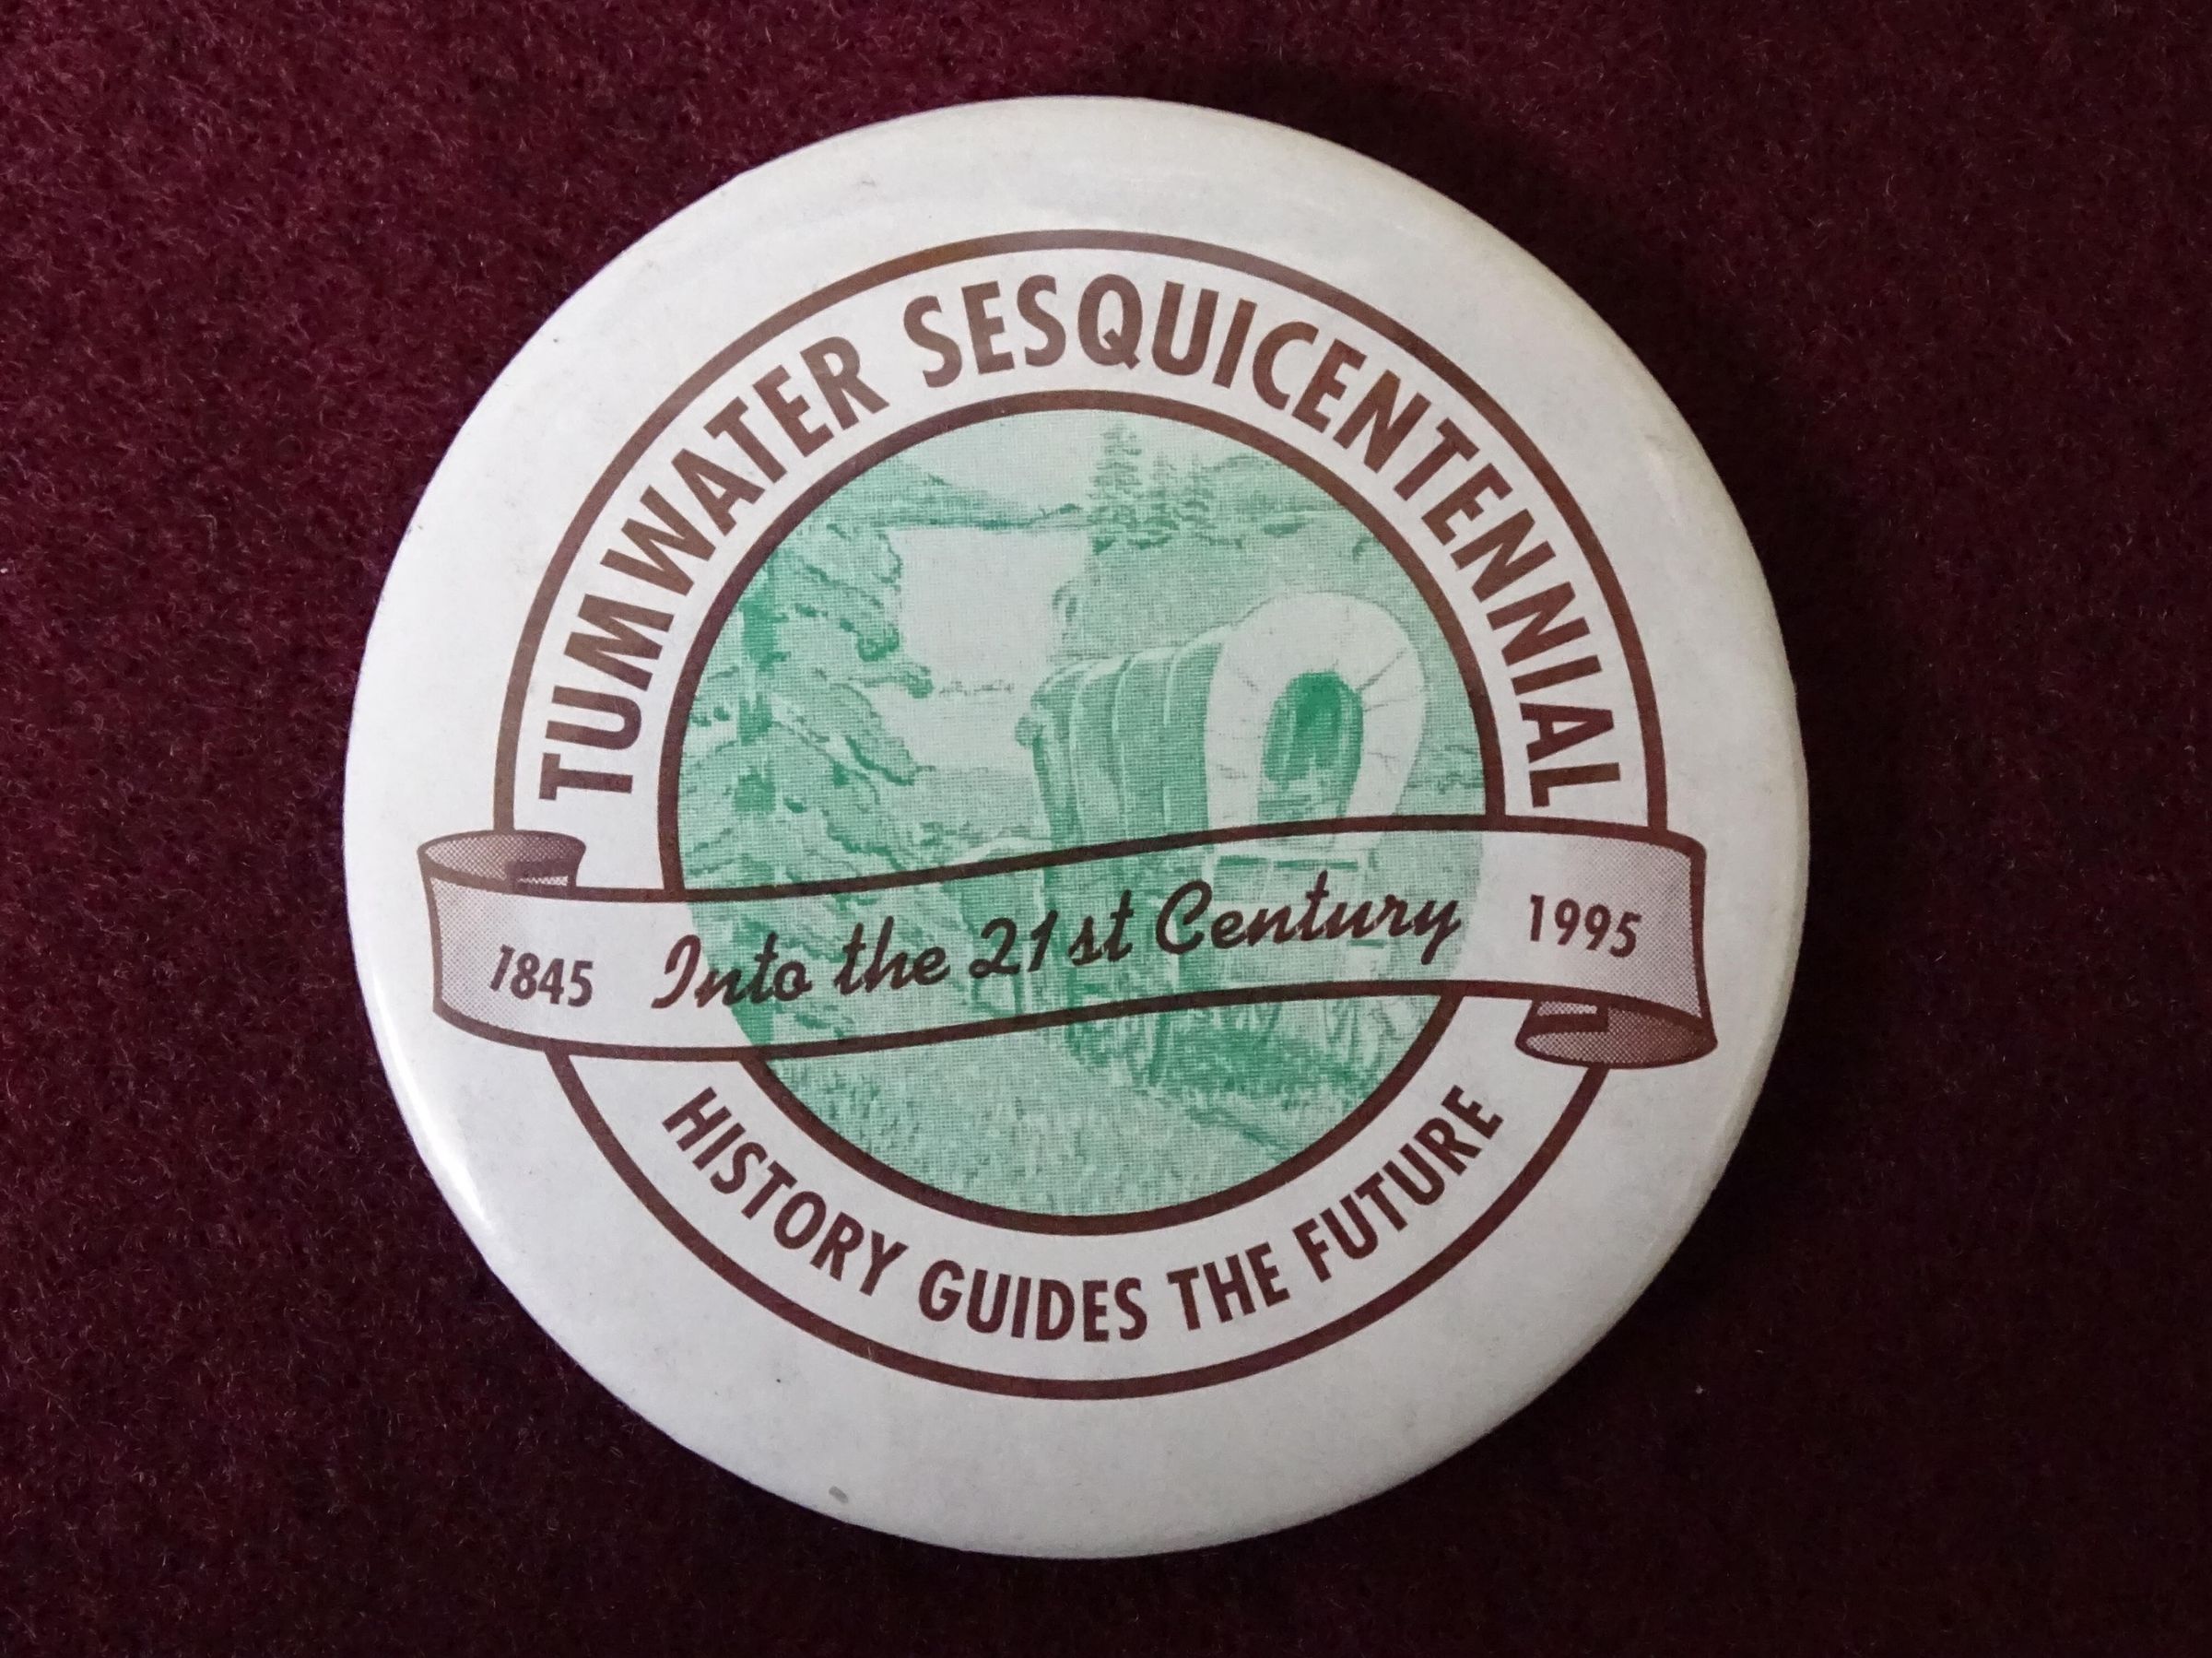 TUMWATER SESQUICENTENNIAL
1845 Into the 21st Century 1995
HISTORY GUIDES THE FUTURE